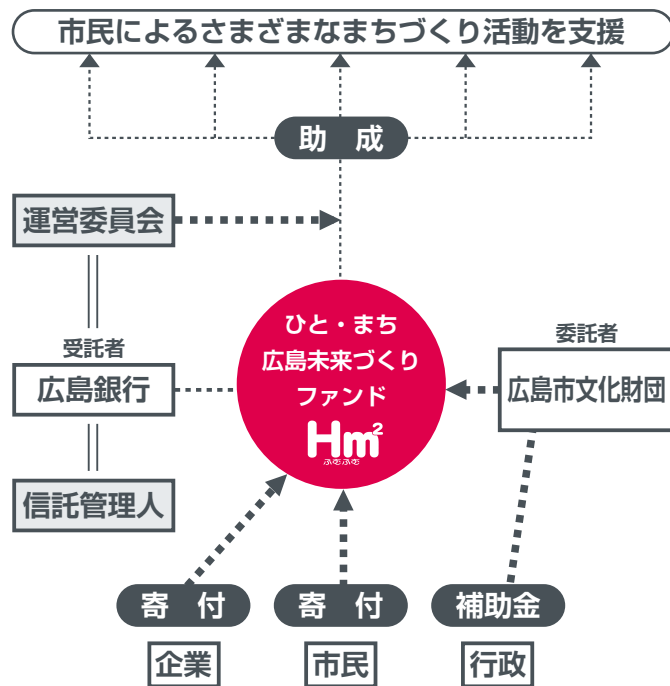 市民によるさまざまなまちづくり活動を支援
助 成
運営委員会
ひと・まち
広島未来づくり
ファンド
Hm²
ふむふむ
受託者
広島銀行
委託者
広島市文化財団
信託管理人
寄 付
寄 付
補助金
企業
市民
行政